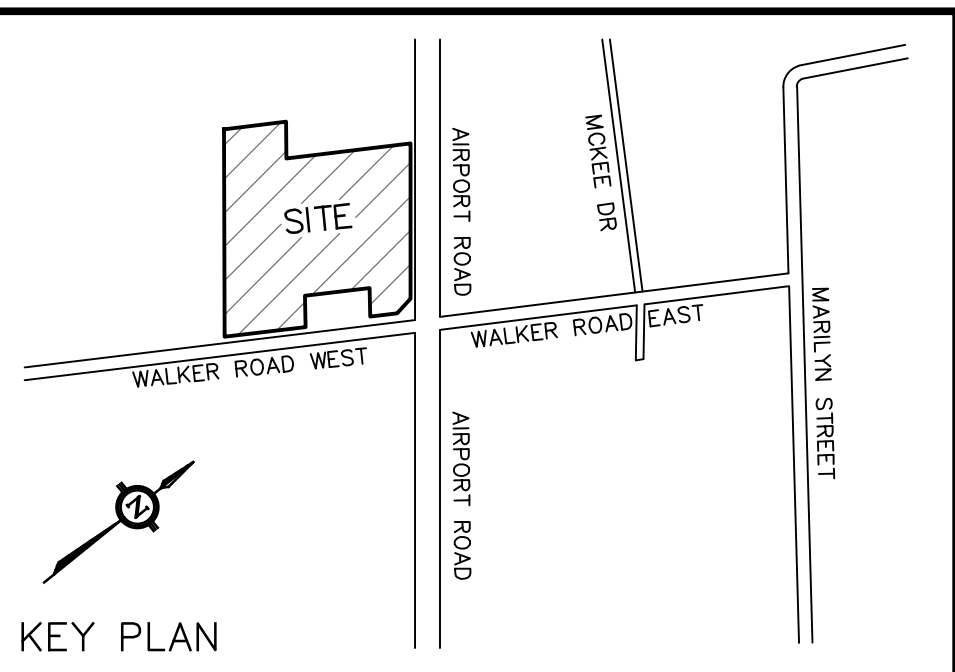 AIRPORT ROAD
MCKEE DR
SITE
WALKER ROAD EAST
MARILYN STREET
WALKER ROAD WEST
AIRPORT ROAD
N
KEY PLAN